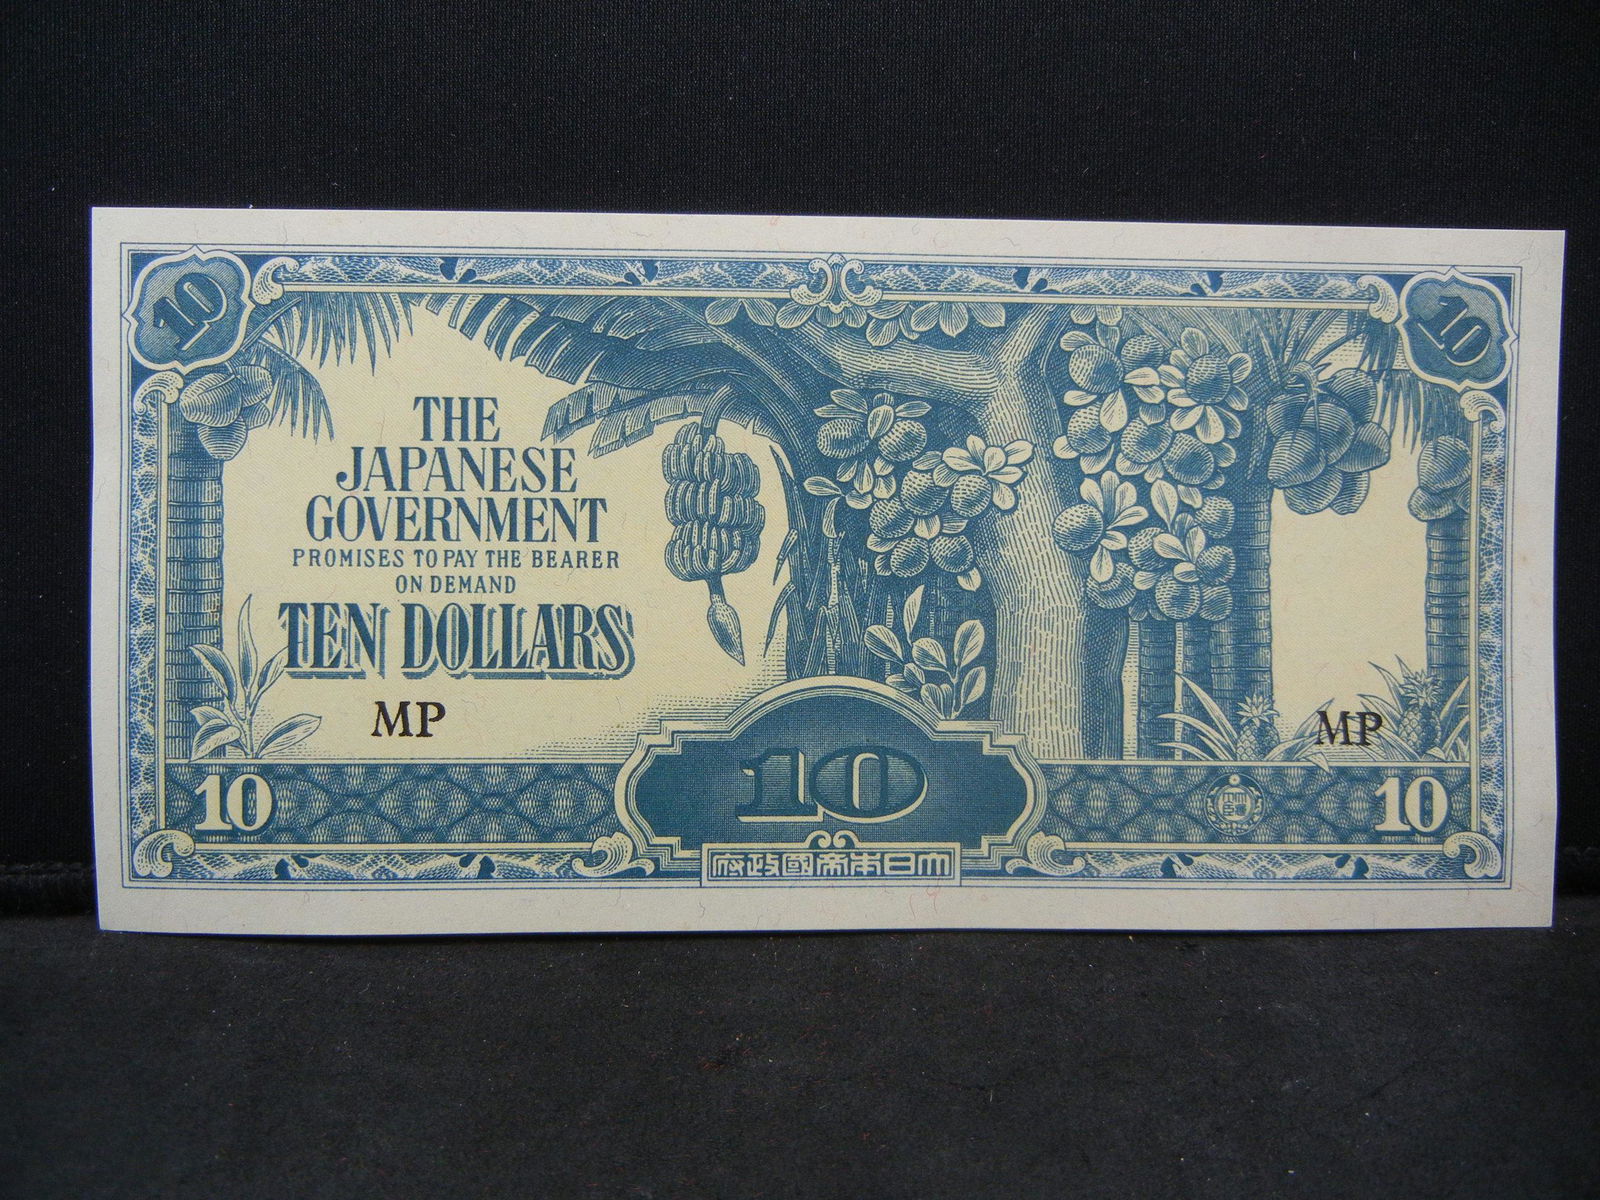 10
10
THE
JAPANESE
GOVERNMENT
PROMISES TO PAY THE BEARER
ON DEMAND
TEN DOLLARS
MP
MP
10
10
10
府政國帝本日大